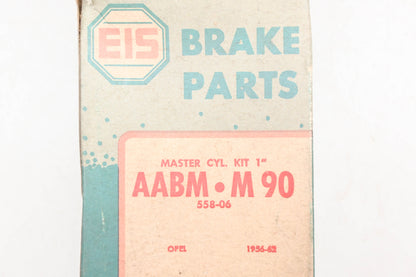 EIS
BRAKE
PARTS
MASTER CYL. KIT 1"
AABM • M 90
558-06
OPEL 1956-62